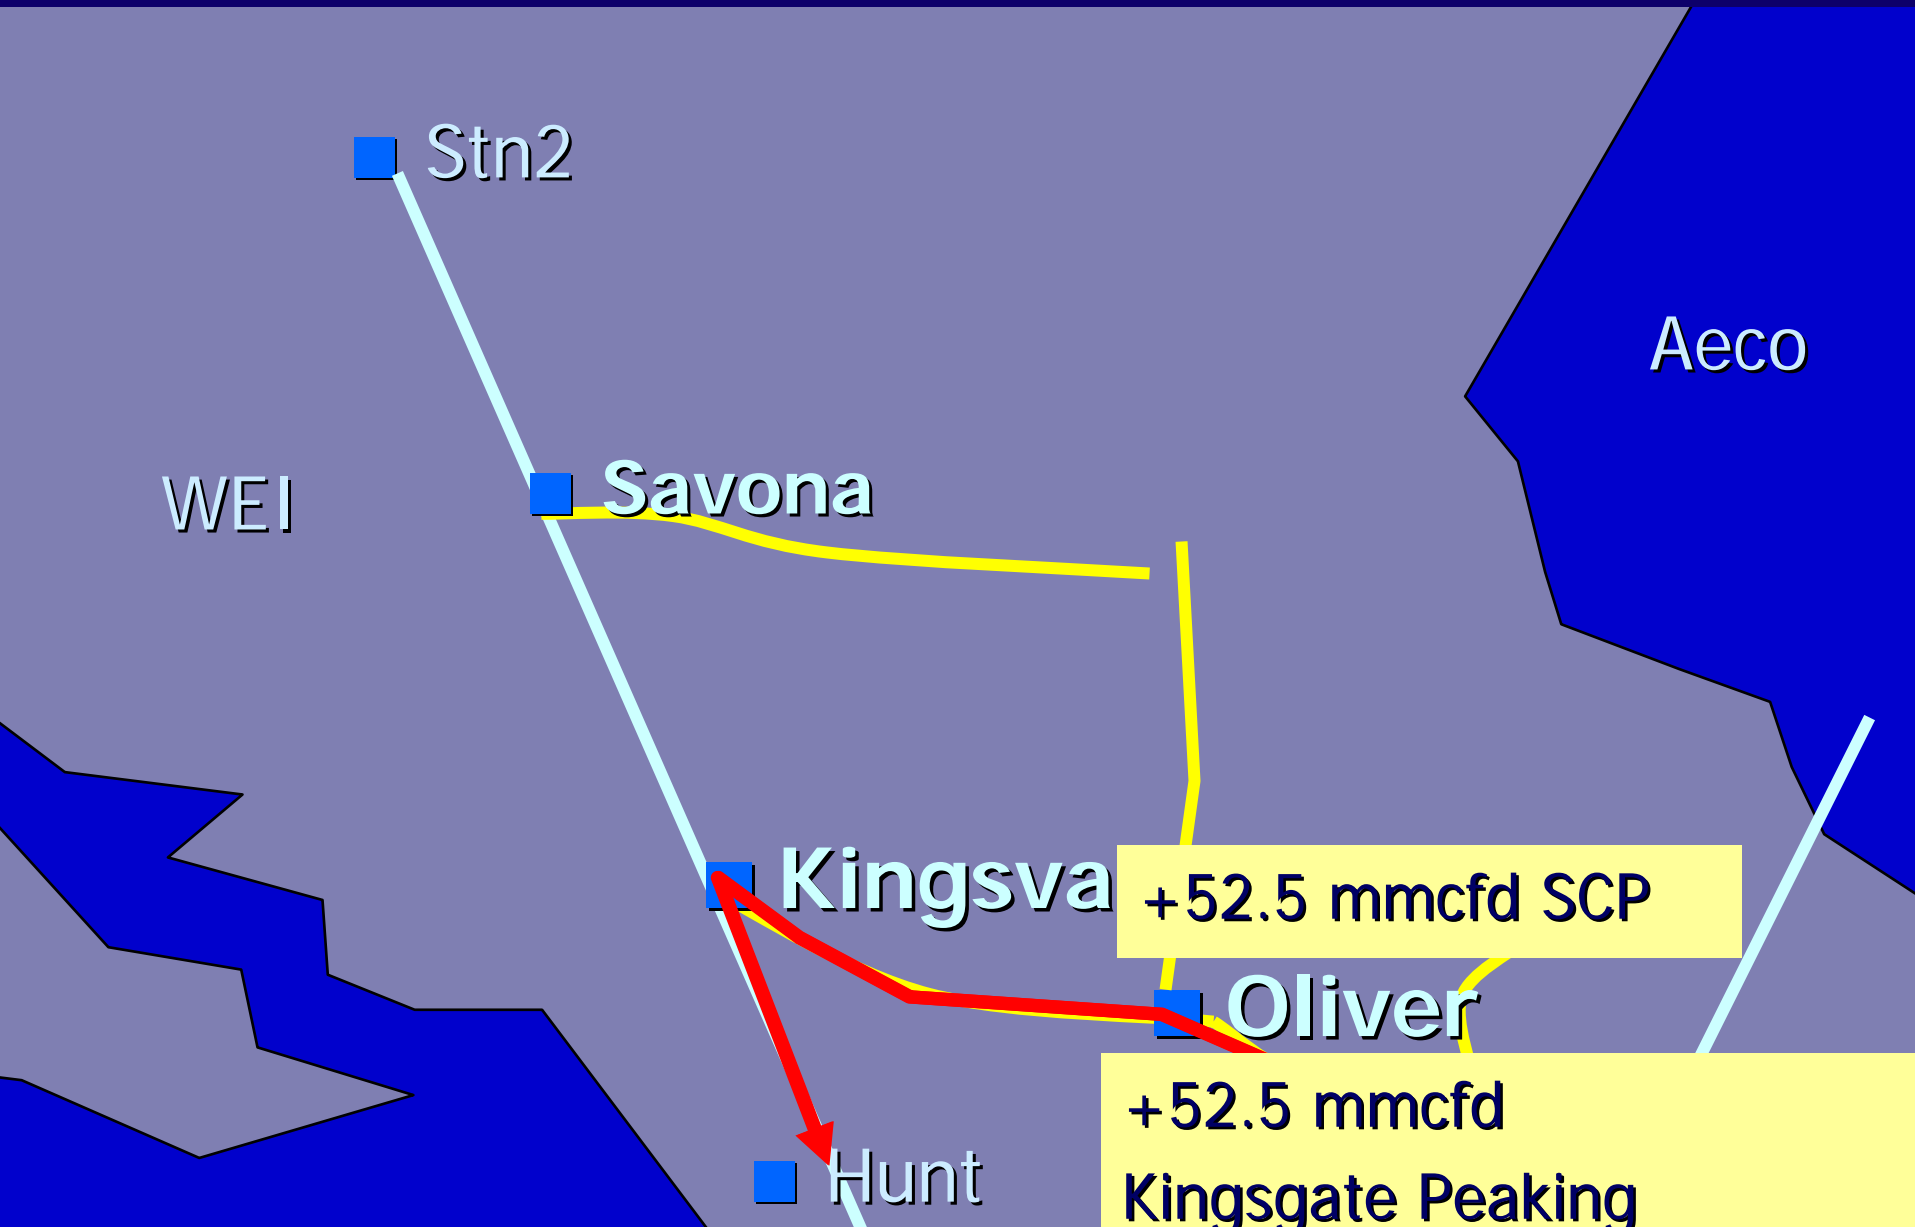 Stn2
Aeco
WEI
Savona
Kingsva
+52.5 mmcfd SCP
Oliver
+52.5 mmcfd
Kingsgate Peaking
Hunt